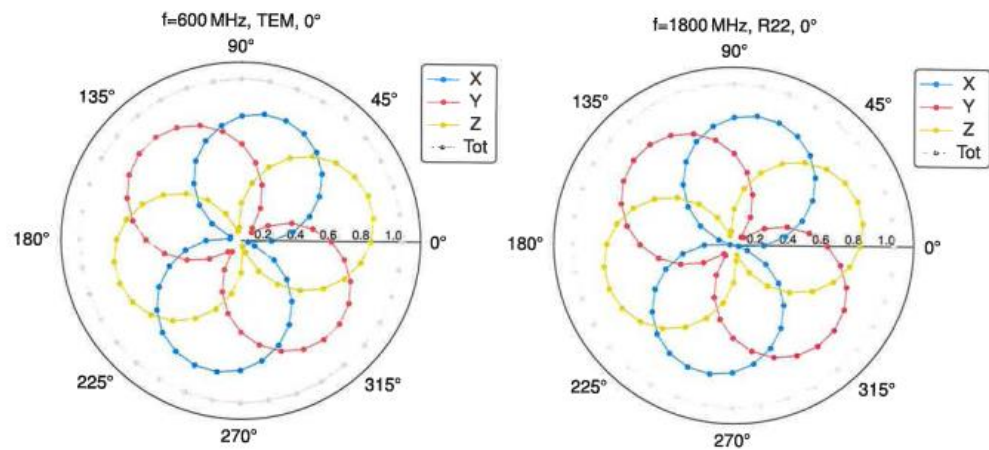 f=600 MHz, TEM, 0°
90°
135°
45°
180°
0°
225°
315°
270°
0.2 0.4 0.6 0.8 1.0
X
Y
Z
Tot
f=1800 MHz, R22, 0°
90°
135°
45°
180°
0°
225°
315°
270°
0.2 0.4 0.6 0.8 1.0
X
Y
Z
Tot